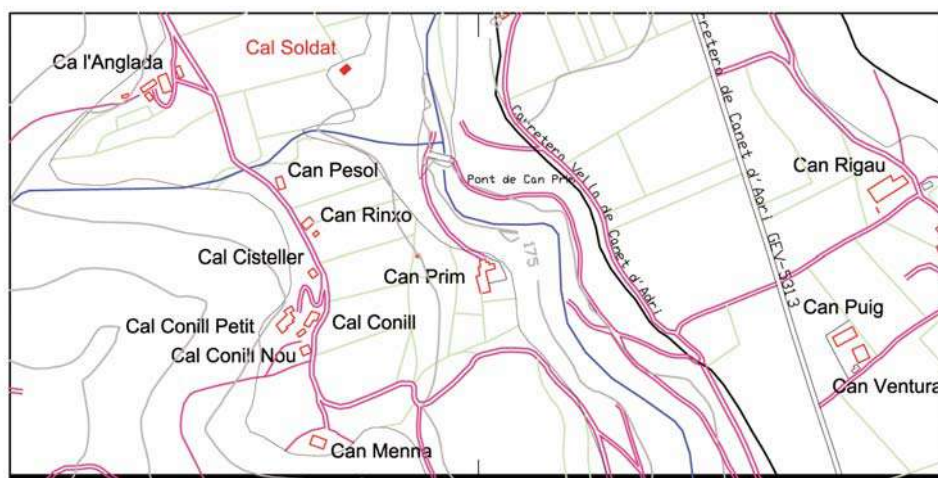 Cal Soldat
Ca l'Anglada
Can Pesol
Can Rinxo
Cal Cisteller
Can Prim
Cal Conill Petit
Cal Conill
Cal Conill Nou
Can Menna
Pont de Can Prim
175
Carretera Vella de Canet d'Adri
Carretera de Canet d'Adri GEV-5313
Can Rigau
Can Puig
Can Ventura